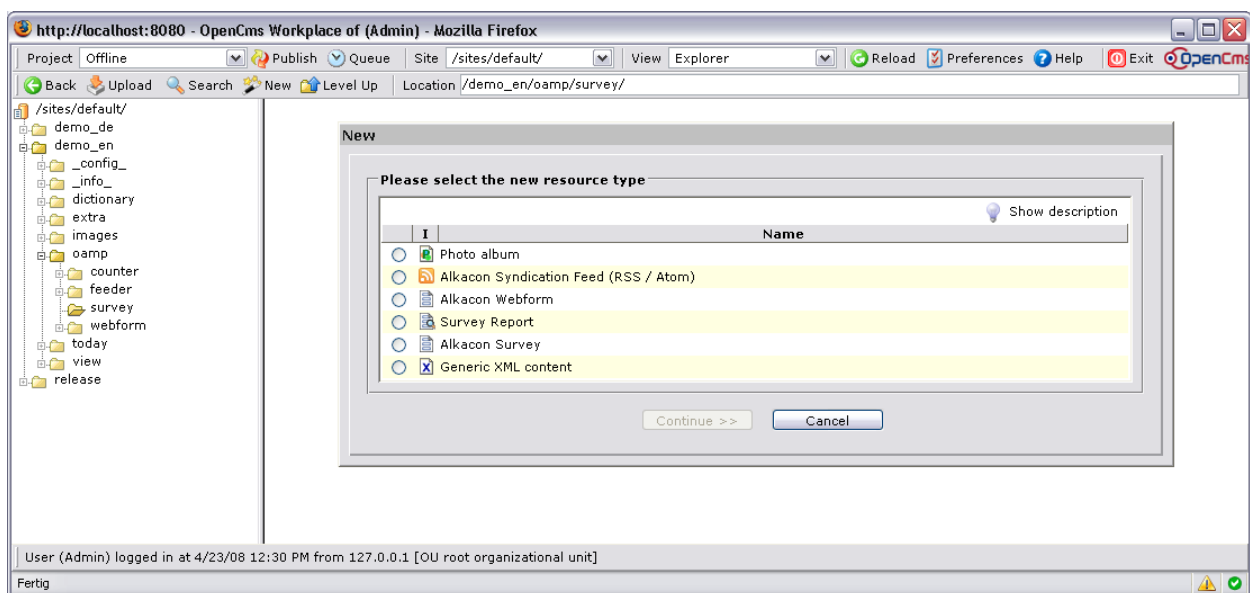 http://localhost:8080 - OpenCms Workplace of (Admin) - Mozilla Firefox
Project Offline Publish Queue Site /sites/default/ View Explorer Reload Preferences Help Exit OpenCms
Back Upload Search New Level Up Location /demo_en/oamp/survey/
/sites/default/
demo_de
demo_en
_config_
_info_
dictionary
extra
images
oamp
counter
feeder
survey
webform
today
view
release
New
Please select the new resource type
Show description
I Name
Photo album
Alkacon Syndication Feed (RSS / Atom)
Alkacon Webform
Survey Report
Alkacon Survey
Generic XML content
Continue >> Cancel
User (Admin) logged in at 4/23/08 12:30 PM from 127.0.0.1 [OU root organizational unit]
Fertig